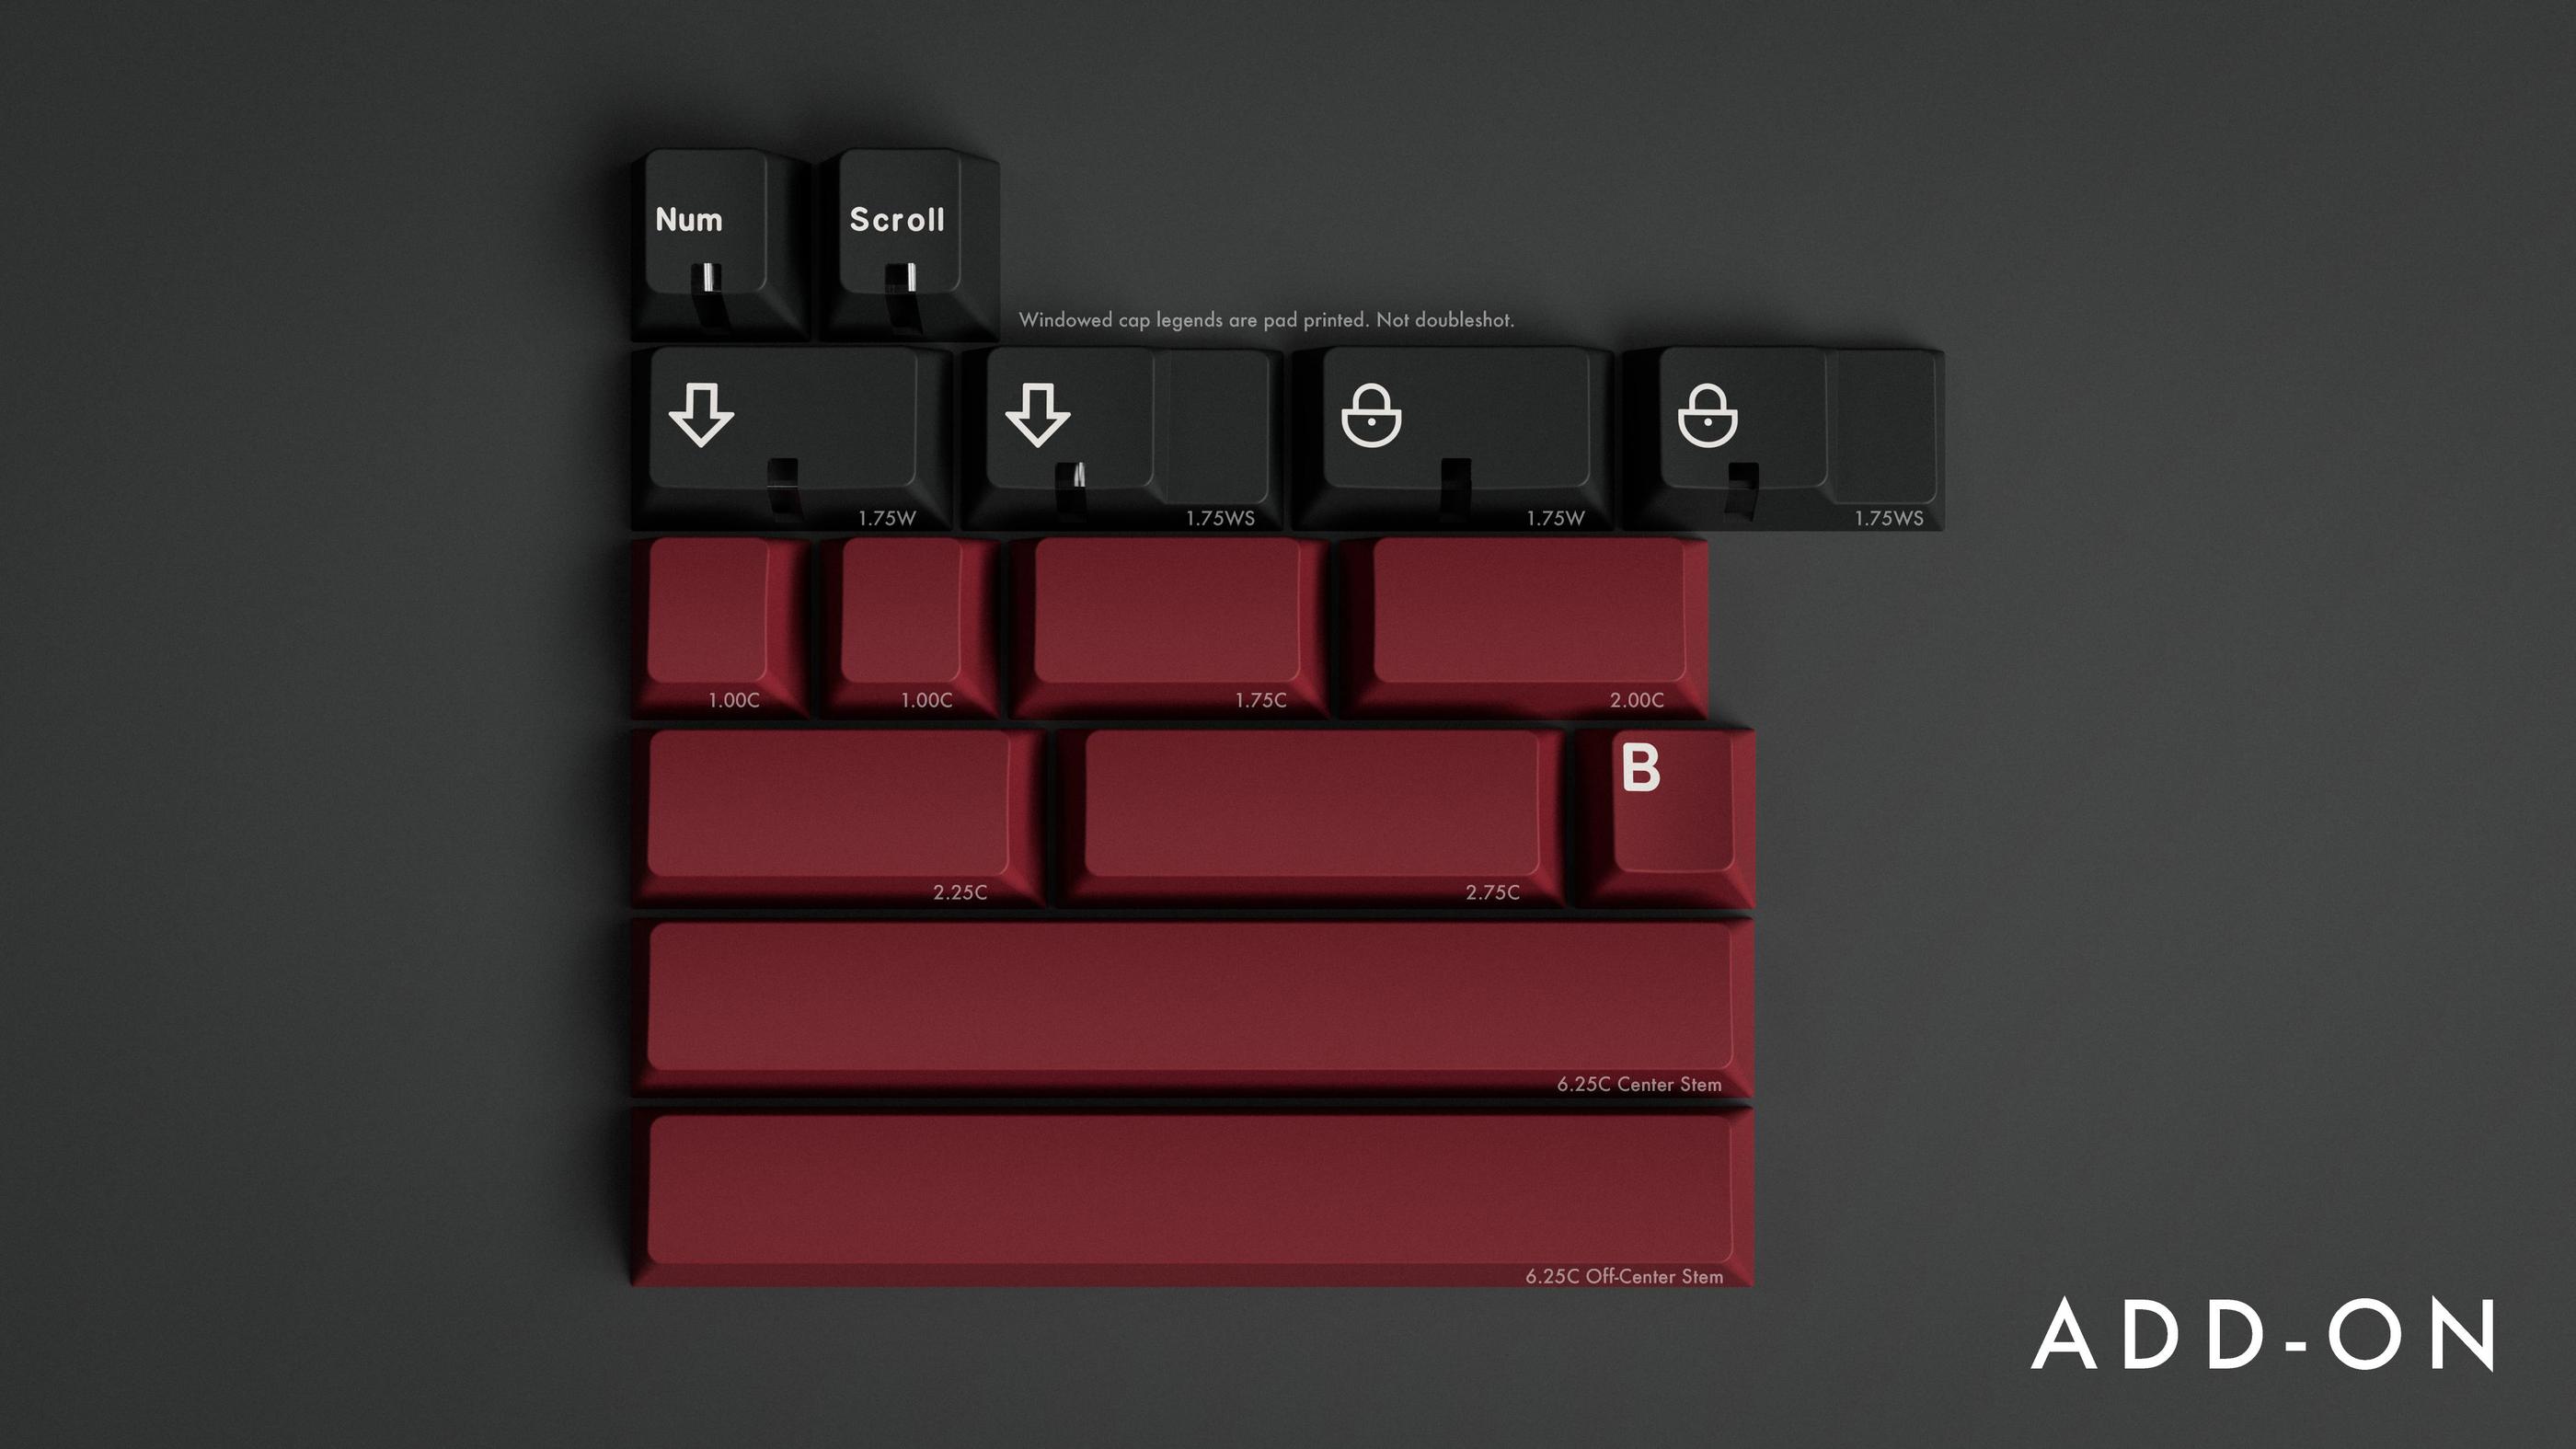 Num
Scroll
Windowed cap legends are pad printed. Not doubleshot.
1.75W
1.75WS
1.75W
1.75WS
1.00C
1.00C
1.75C
2.00C
B
2.25C
2.75C
6.25C Center Stem
6.25C Off-Center Stem
ADD-ON